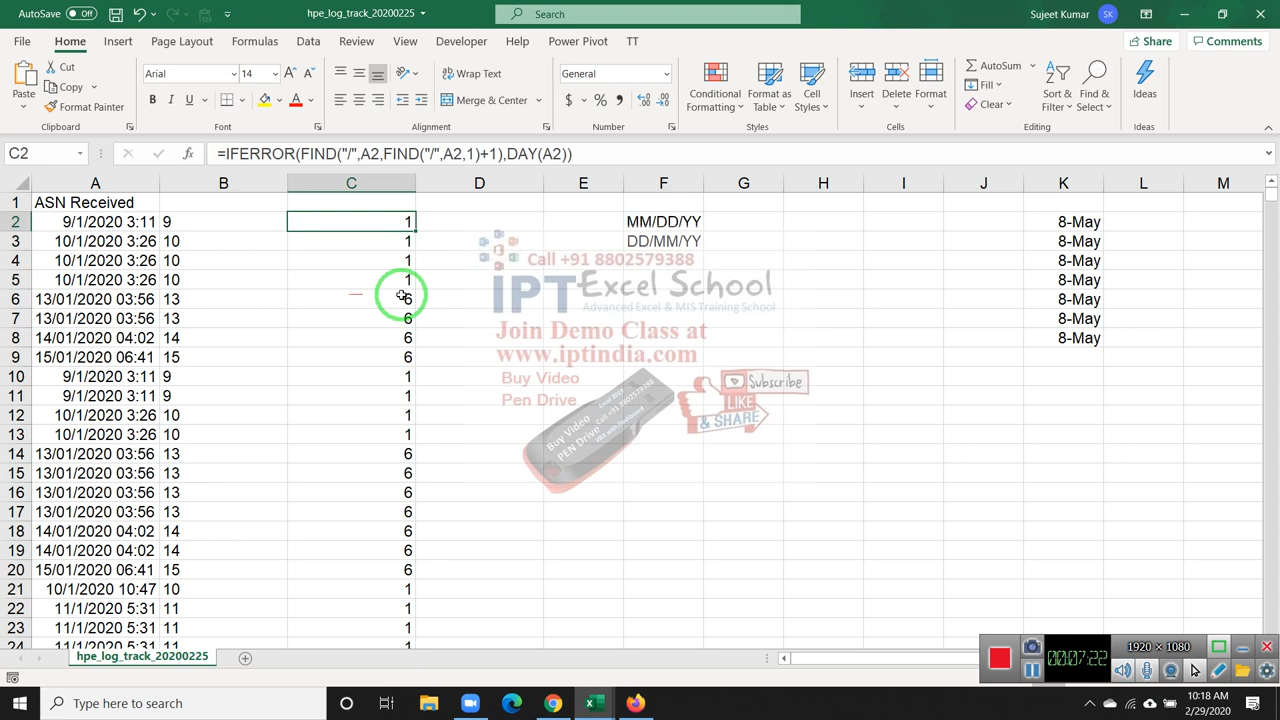 AutoSave Off hpe_log_track_20200225 Search Sujeet Kumar SK
File Home Insert Page Layout Formulas Data Review View Developer Help Power Pivot TT Share Comments
Paste Cut Copy Format Painter Clipboard
Arial 14 A A B I U A Font
Wrap Text Merge & Center Alignment
General $ % , Number
Conditional Formatting Format as Table Cell Styles Styles
Insert Delete Format Cells
AutoSum Fill Clear Sort & Filter Find & Select Editing
Ideas Ideas
C2 fx =IFERROR(FIND("/",A2,FIND("/",A2,1)+1),DAY(A2))
A B C D E F G H I J K L M
1 ASN Received
2 9/1/2020 3:11 9 1 MM/DD/YY 8-May
3 10/1/2020 3:26 10 1 DD/MM/YY 8-May
4 10/1/2020 3:26 10 1 8-May
5 10/1/2020 3:26 10 1 8-May
6 13/01/2020 03:56 13 6 8-May
7 13/01/2020 03:56 13 6 8-May
8 14/01/2020 04:02 14 6 8-May
9 15/01/2020 06:41 15 6
10 9/1/2020 3:11 9 1
11 9/1/2020 3:11 9 1
12 10/1/2020 3:26 10 1
13 10/1/2020 3:26 10 1
14 13/01/2020 03:56 13 6
15 13/01/2020 03:56 13 6
16 13/01/2020 03:56 13 6
17 13/01/2020 03:56 13 6
18 14/01/2020 04:02 14 6
19 14/01/2020 04:02 14 6
20 15/01/2020 06:41 15 6
21 10/1/2020 10:47 10 1
22 11/1/2020 5:31 11 1
23 11/1/2020 5:31 11 1
24 11/1/2020 5:31 11 1
Call +91 8802579388
IPT Excel School
Advanced Excel & MIS Training School
Join Demo Class at
www.iptindia.com
Buy Video
Pen Drive
Buy Video
PEN Drive
Excel 2019
Call +91 8802579388
Subscribe
LIKE
& SHARE
hpe_log_track_20200225
1920 × 1080
00:07:22
Type here to search
10:18 AM
2/29/2020